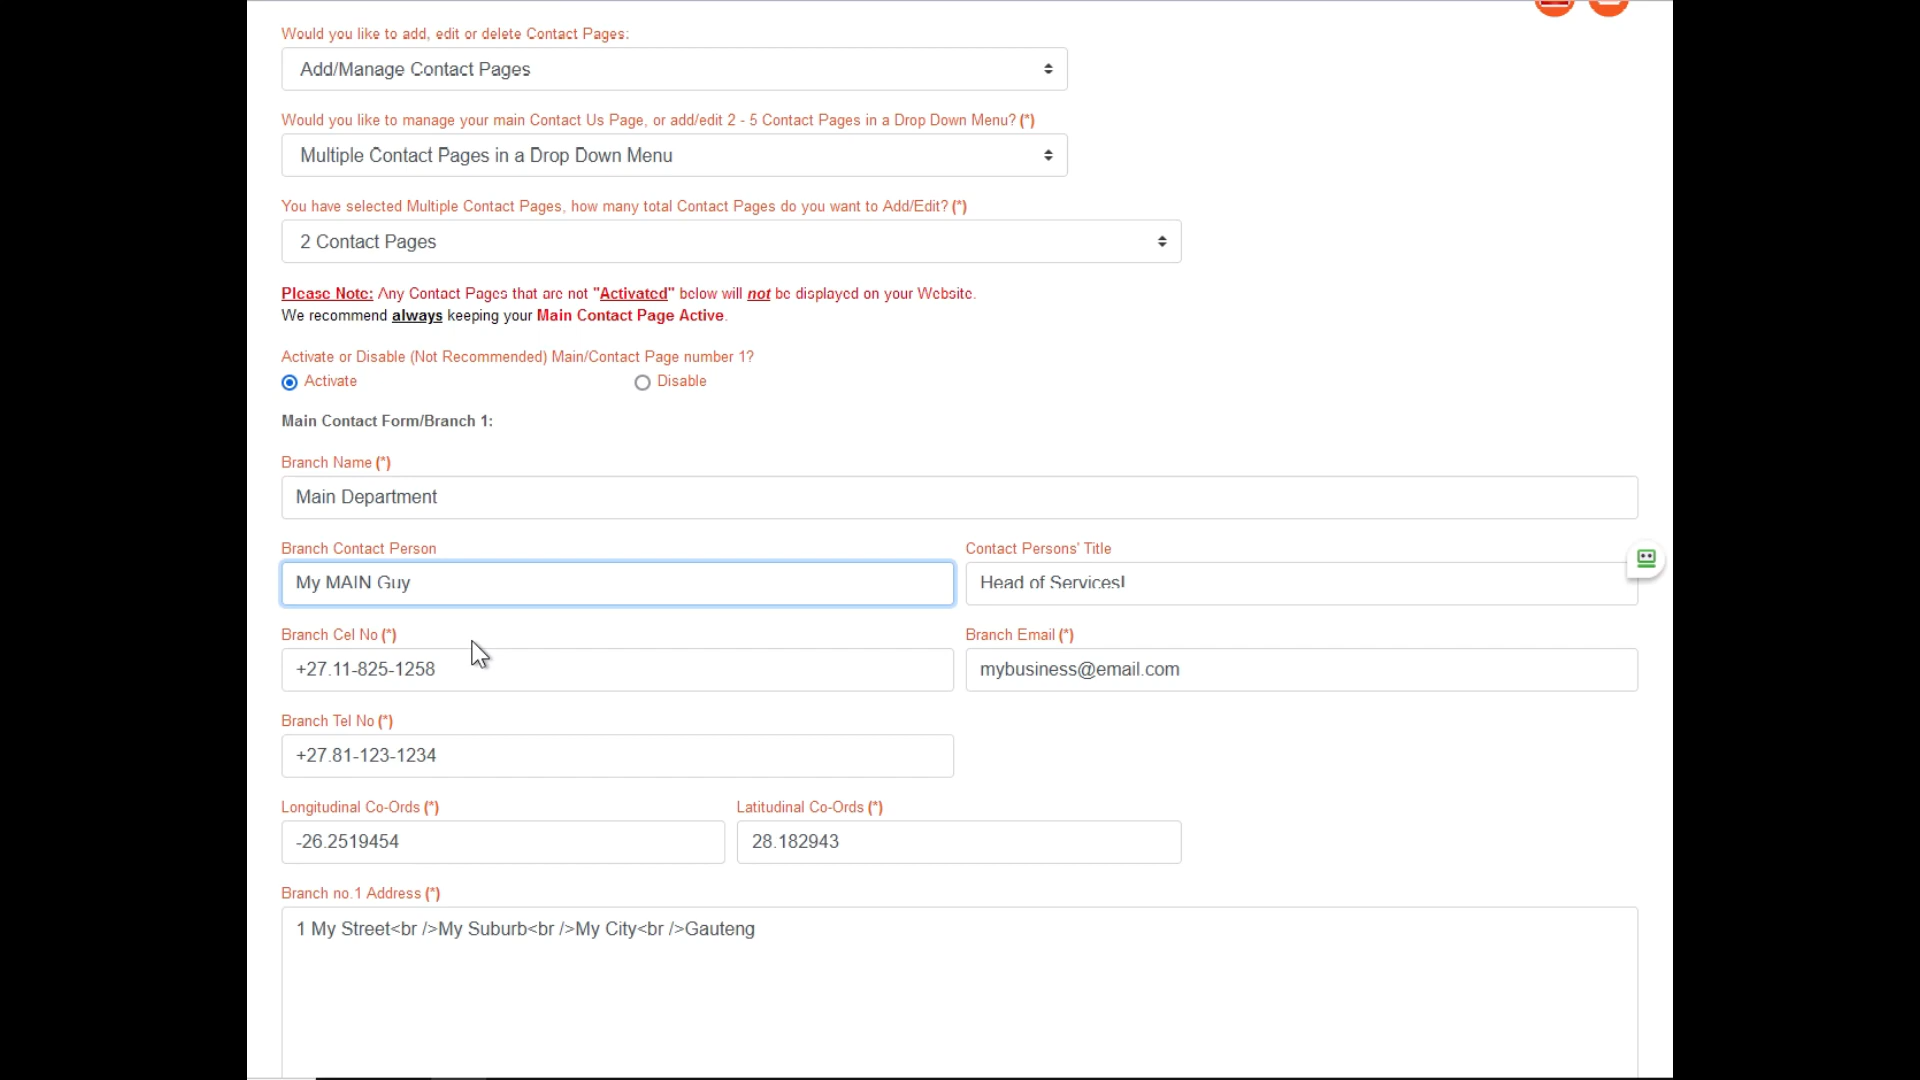 Would you like to add, edit or delete Contact Pages:
Add/Manage Contact Pages
Would you like to manage your main Contact Us Page, or add/edit 2 - 5 Contact Pages in a Drop Down Menu? (*)
Multiple Contact Pages in a Drop Down Menu
You have selected Multiple Contact Pages, how many total Contact Pages do you want to Add/Edit? (*)
2 Contact Pages
Please Note: Any Contact Pages that are not "Activated" below will not be displayed on your Website.
We recommend always keeping your Main Contact Page Active.
Activate or Disable (Not Recommended) Main/Contact Page number 1?
Activate Disable
Main Contact Form/Branch 1:
Branch Name (*)
Main Department
Branch Contact Person Contact Persons' Title
My MAIN Guy Head of Services!
Branch Cel No (*) Branch Email (*)
+27.11-825-1258 mybusiness@email.com
Branch Tel No (*)
+27.81-123-1234
Longitudinal Co-Ords (*) Latitudinal Co-Ords (*)
-26.2519454 28.182943
Branch no.1 Address (*)
1 My Street<br />My Suburb<br />My City<br />Gauteng